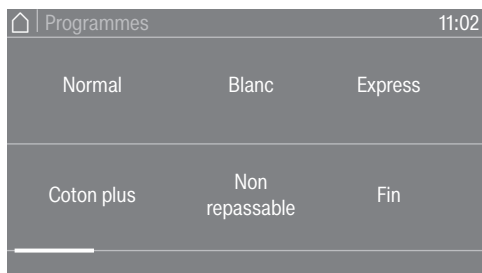 Programmes 11:02
Normal Blanc Express
Coton plus Non repassable Fin